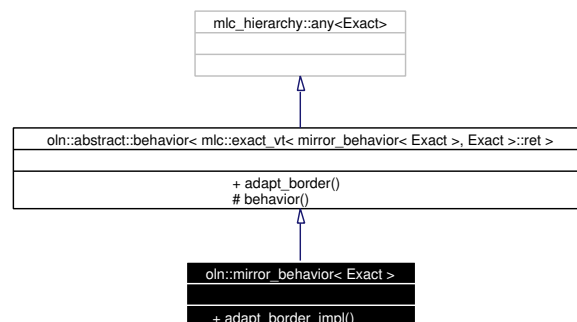 mlc_hierarchy::any<Exact>
oln::abstract::behavior< mlc::exact_vt< mirror_behavior< Exact >, Exact >::ret >
+ adapt_border()
# behavior()
oln::mirror_behavior< Exact >
+ adapt_border_impl()